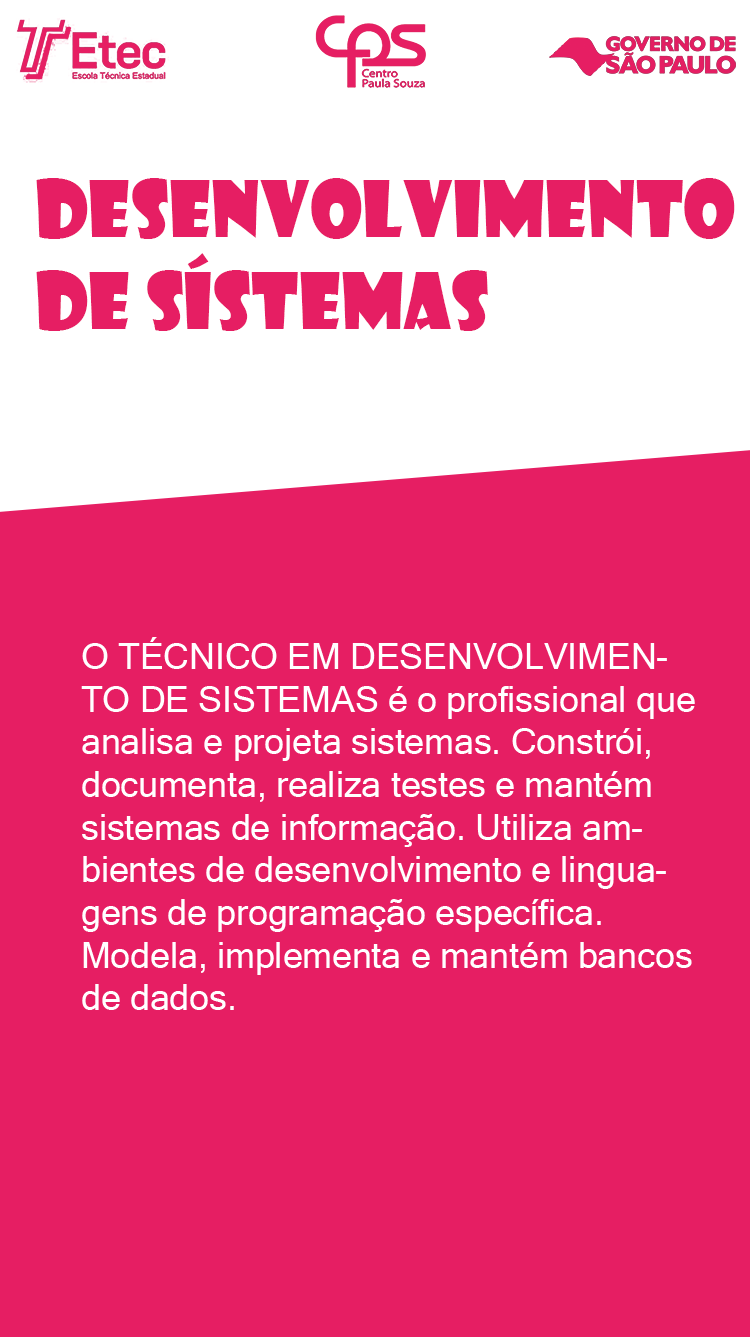 Etec
Escola Técnica Estadual
CPS
Centro
Paula Souza
GOVERNO DE
SÃO PAULO
DESENVOLVIMENTO
DE SÍSTEMAS
O TÉCNICO EM DESENVOLVIMEN-
TO DE SISTEMAS é o profissional que
analisa e projeta sistemas. Constrói,
documenta, realiza testes e mantém
sistemas de informação. Utiliza am-
bientes de desenvolvimento e lingua-
gens de programação específica.
Modela, implementa e mantém bancos
de dados.